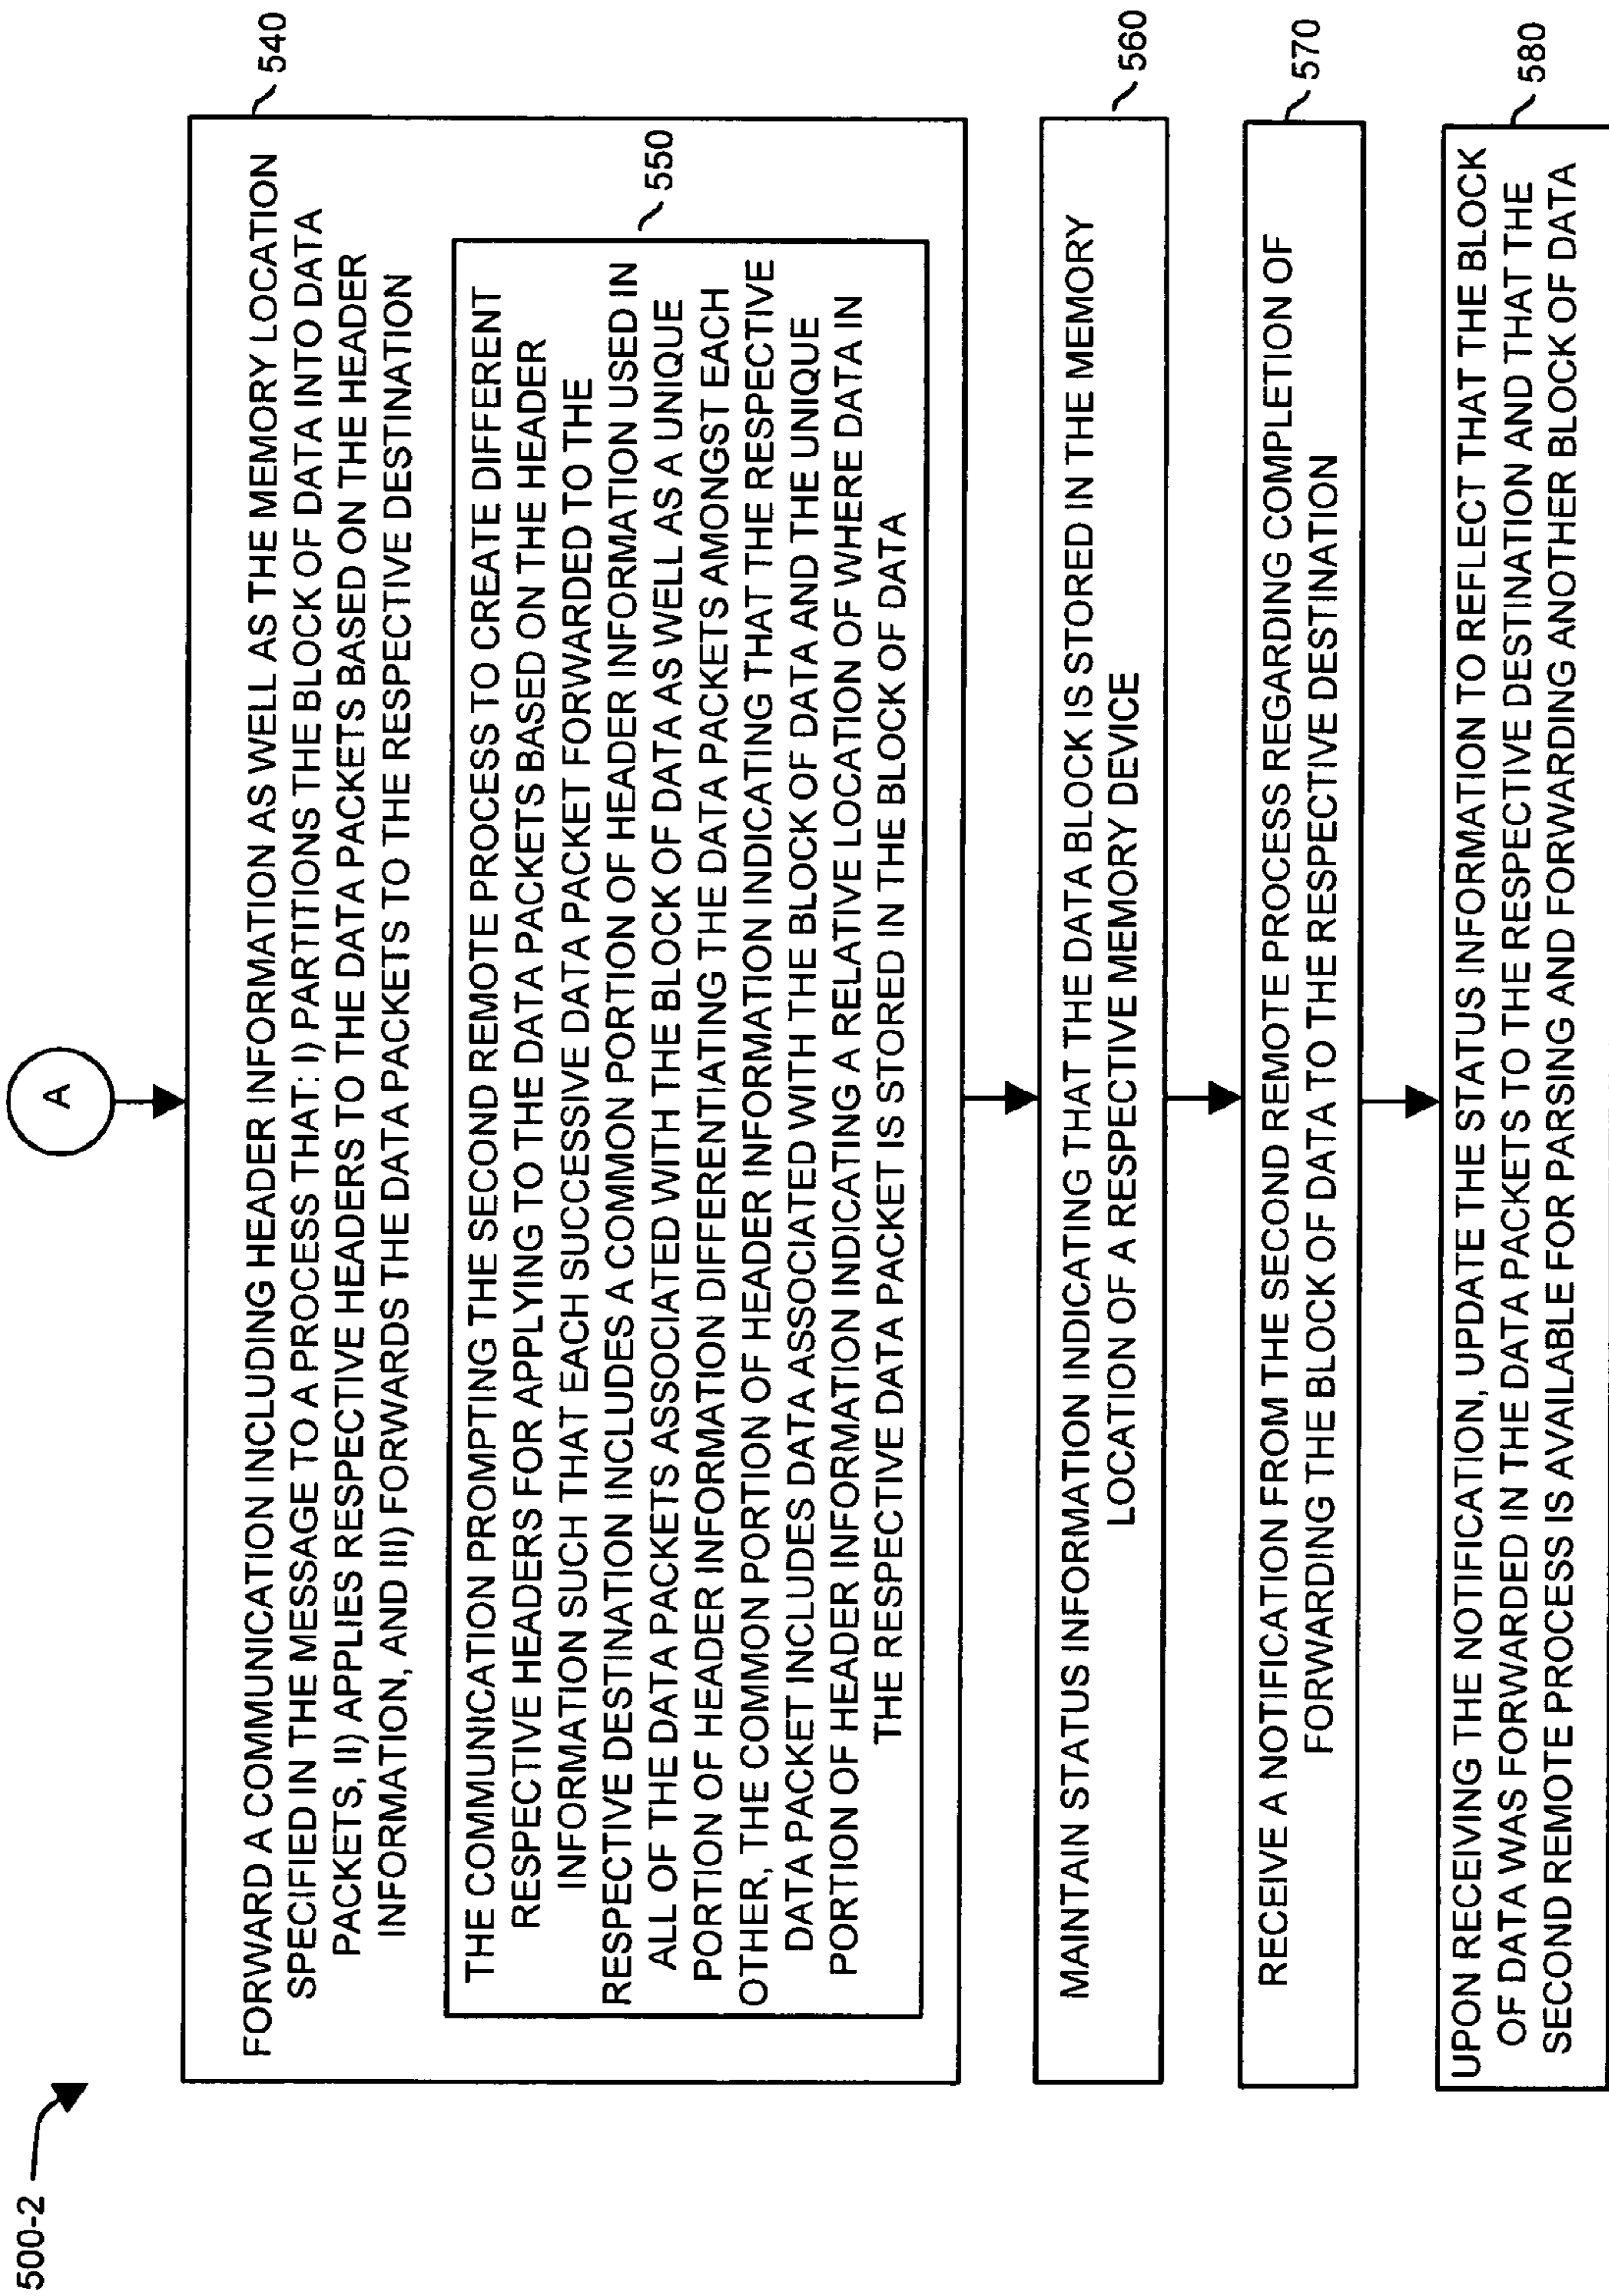 500-2
A
540
FORWARD A COMMUNICATION INCLUDING HEADER INFORMATION AS WELL AS THE MEMORY LOCATION
SPECIFIED IN THE MESSAGE TO A PROCESS THAT: I) PARTITIONS THE BLOCK OF DATA INTO DATA
PACKETS, II) APPLIES RESPECTIVE HEADERS TO THE DATA PACKETS BASED ON THE HEADER
INFORMATION, AND III) FORWARDS THE DATA PACKETS TO THE RESPECTIVE DESTINATION
550
THE COMMUNICATION PROMPTING THE SECOND REMOTE PROCESS TO CREATE DIFFERENT
RESPECTIVE HEADERS FOR APPLYING TO THE DATA PACKETS BASED ON THE HEADER
INFORMATION SUCH THAT EACH SUCCESSIVE DATA PACKET FORWARDED TO THE
RESPECTIVE DESTINATION INCLUDES A COMMON PORTION OF HEADER INFORMATION USED IN
ALL OF THE DATA PACKETS ASSOCIATED WITH THE BLOCK OF DATA AS WELL AS A UNIQUE
PORTION OF HEADER INFORMATION DIFFERENTIATING THE DATA PACKETS AMONGST EACH
OTHER, THE COMMON PORTION OF HEADER INFORMATION INDICATING THAT THE RESPECTIVE
DATA PACKET INCLUDES DATA ASSOCIATED WITH THE BLOCK OF DATA AND THE UNIQUE
PORTION OF HEADER INFORMATION INDICATING A RELATIVE LOCATION OF WHERE DATA IN
THE RESPECTIVE DATA PACKET IS STORED IN THE BLOCK OF DATA
560
MAINTAIN STATUS INFORMATION INDICATING THAT THE DATA BLOCK IS STORED IN THE MEMORY
LOCATION OF A RESPECTIVE MEMORY DEVICE
570
RECEIVE A NOTIFICATION FROM THE SECOND REMOTE PROCESS REGARDING COMPLETION OF
FORWARDING THE BLOCK OF DATA TO THE RESPECTIVE DESTINATION
580
UPON RECEIVING THE NOTIFICATION, UPDATE THE STATUS INFORMATION TO REFLECT THAT THE BLOCK
OF DATA WAS FORWARDED IN THE DATA PACKETS TO THE RESPECTIVE DESTINATION AND THAT THE
SECOND REMOTE PROCESS IS AVAILABLE FOR PARSING AND FORWARDING ANOTHER BLOCK OF DATA